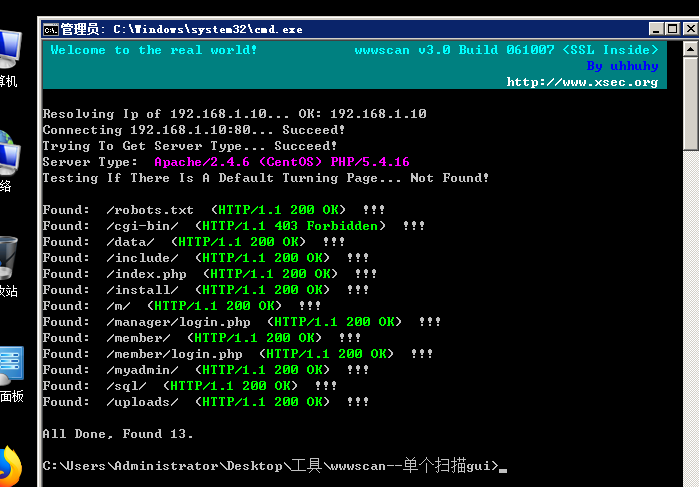 管理员: C:\Windows\system32\cmd.exe
Welcome to the real world! wwwscan v3.0 Build 061007 <SSL Inside>
By uhhuhy
http://www.xsec.org
Resolving Ip of 192.168.1.10... OK: 192.168.1.10
Connecting 192.168.1.10:80... Succeed!
Trying To Get Server Type... Succeed!
Server Type: Apache/2.4.6 (CentOS) PHP/5.4.16
Testing If There Is A Default Turning Page... Not Found!
Found: /robots.txt (HTTP/1.1 200 OK) !!!
Found: /cgi-bin/ (HTTP/1.1 403 Forbidden) !!!
Found: /data/ (HTTP/1.1 200 OK) !!!
Found: /include/ (HTTP/1.1 200 OK) !!!
Found: /index.php (HTTP/1.1 200 OK) !!!
Found: /install/ (HTTP/1.1 200 OK) !!!
Found: /m/ (HTTP/1.1 200 OK) !!!
Found: /manager/login.php (HTTP/1.1 200 OK) !!!
Found: /member/ (HTTP/1.1 200 OK) !!!
Found: /member/login.php (HTTP/1.1 200 OK) !!!
Found: /myadmin/ (HTTP/1.1 200 OK) !!!
Found: /sql/ (HTTP/1.1 200 OK) !!!
Found: /uploads/ (HTTP/1.1 200 OK) !!!
All Done, Found 13.
C:\Users\Administrator\Desktop\工具\wwwscan--单个扫描gui>_
算机
络
收站
面板